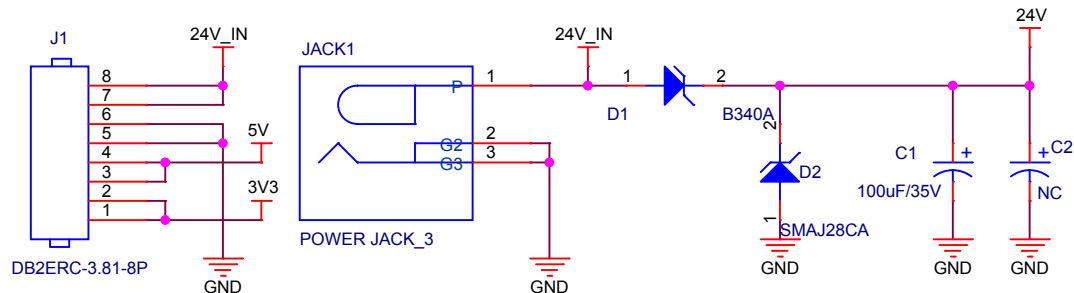 J1
8
7
6
5
4
3
2
1
DB2ERC-3.81-8P
24V_IN
5V
3V3
GND
JACK1
P
G2
G3
1
2
3
POWER JACK_3
GND
24V_IN
1
2
D1
B340A
2
D2
1
SMAJ28CA
GND
C1
+
100uF/35V
GND
24V
C2
+
NC
GND